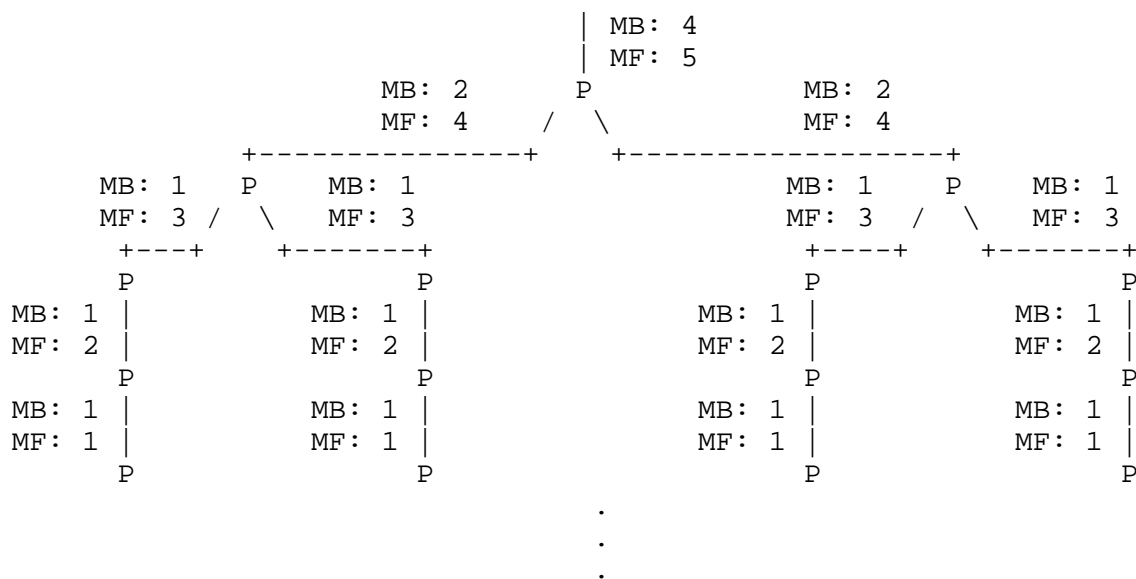 | MB: 4
| MF: 5
MB: 2 P MB: 2
MF: 4 / \ MF: 4
+---------------+ +------------------+
MB: 1 P MB: 1 MB: 1 P MB: 1
MF: 3 / \ MF: 3 MF: 3 / \ MF: 3
+---+ +-------+ +----+ +-------+
P P P P
MB: 1 | MB: 1 | MB: 1 | MB: 1 |
MF: 2 | MF: 2 | MF: 2 | MF: 2 |
P P P P
MB: 1 | MB: 1 | MB: 1 | MB: 1 |
MF: 1 | MF: 1 | MF: 1 | MF: 1 |
P P P P
.
.
.